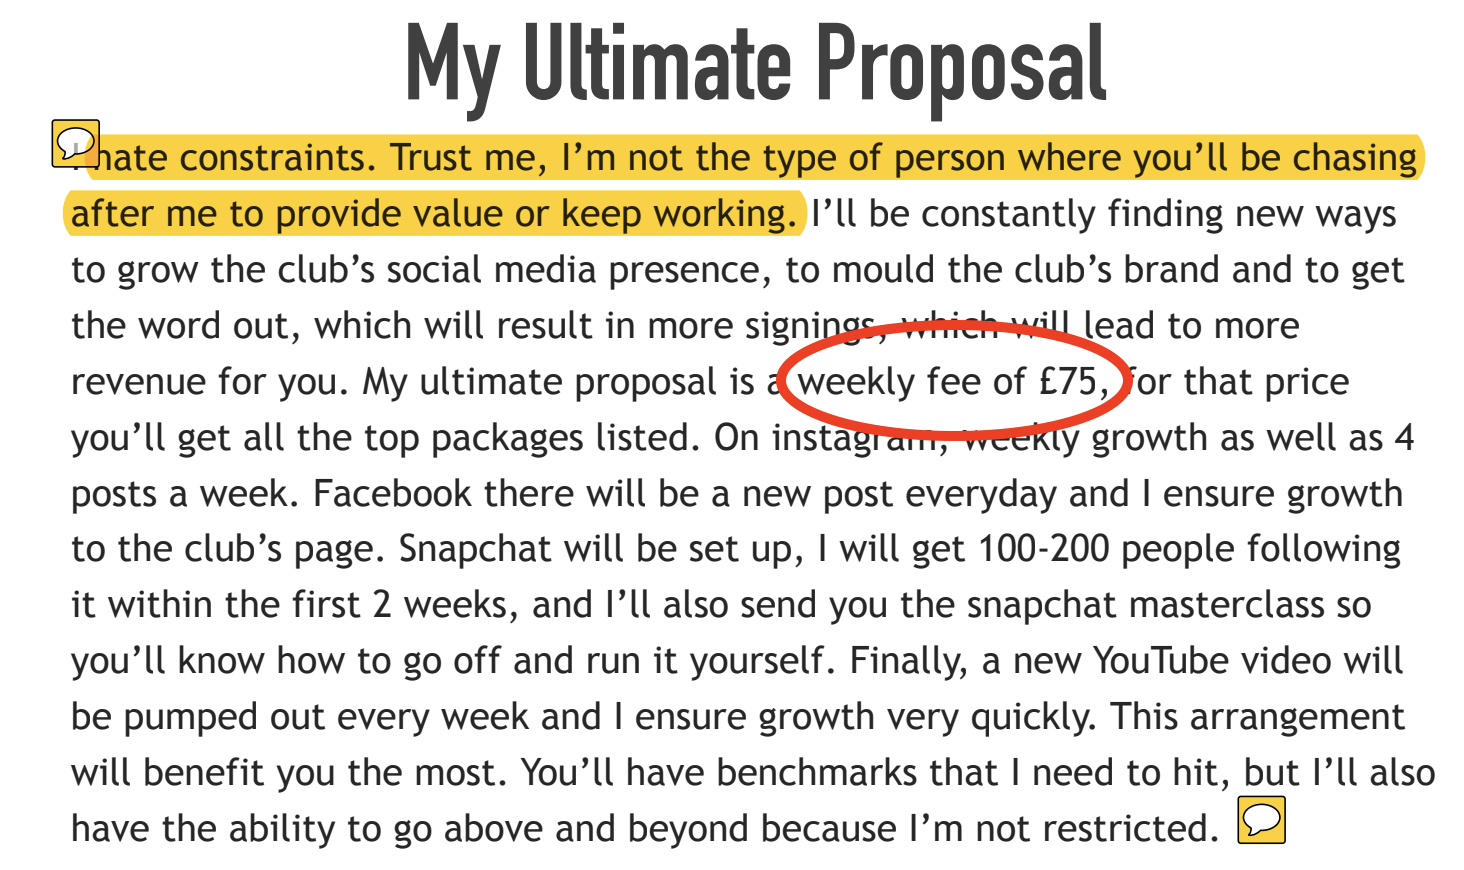 My Ultimate Proposal
I hate constraints. Trust me, I'm not the type of person where you'll be chasing
after me to provide value or keep working. I'll be constantly finding new ways
to grow the club's social media presence, to mould the club's brand and to get
the word out, which will result in more signings, which will lead to more
revenue for you. My ultimate proposal is a weekly fee of £75, for that price
you'll get all the top packages listed. On instagram, weekly growth as well as 4
posts a week. Facebook there will be a new post everyday and I ensure growth
to the club's page. Snapchat will be set up, I will get 100-200 people following
it within the first 2 weeks, and I'll also send you the snapchat masterclass so
you'll know how to go off and run it yourself. Finally, a new YouTube video will
be pumped out every week and I ensure growth very quickly. This arrangement
will benefit you the most. You'll have benchmarks that I need to hit, but I'll also
have the ability to go above and beyond because I'm not restricted.